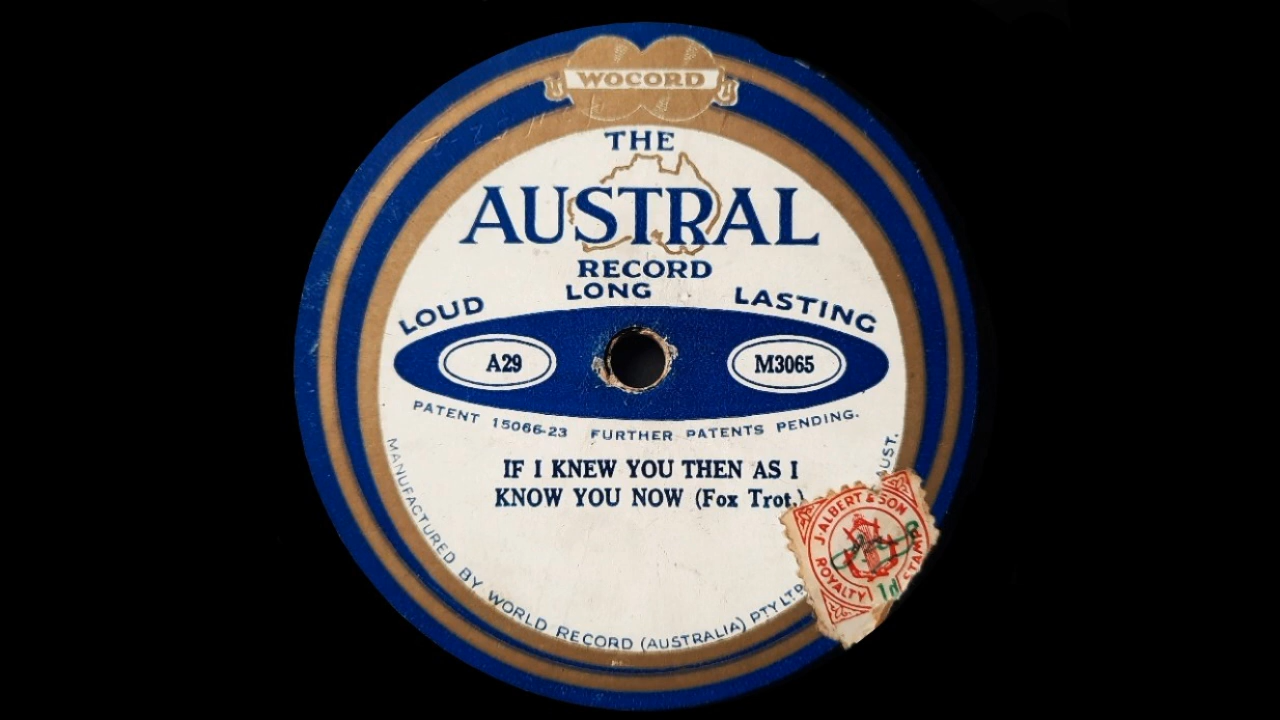 WOCORD
THE
AUSTRAL
RECORD
LOUD LONG LASTING
A29 M3065
PATENT 15066-23 FURTHER PATENTS PENDING.
IF I KNEW YOU THEN AS I
KNOW YOU NOW (Fox Trot.)
MANUFACTURED BY WORLD RECORD (AUSTRALIA) PTY LTD UST.
J. ALBERT & SON
ROYALTY STAMP
1d